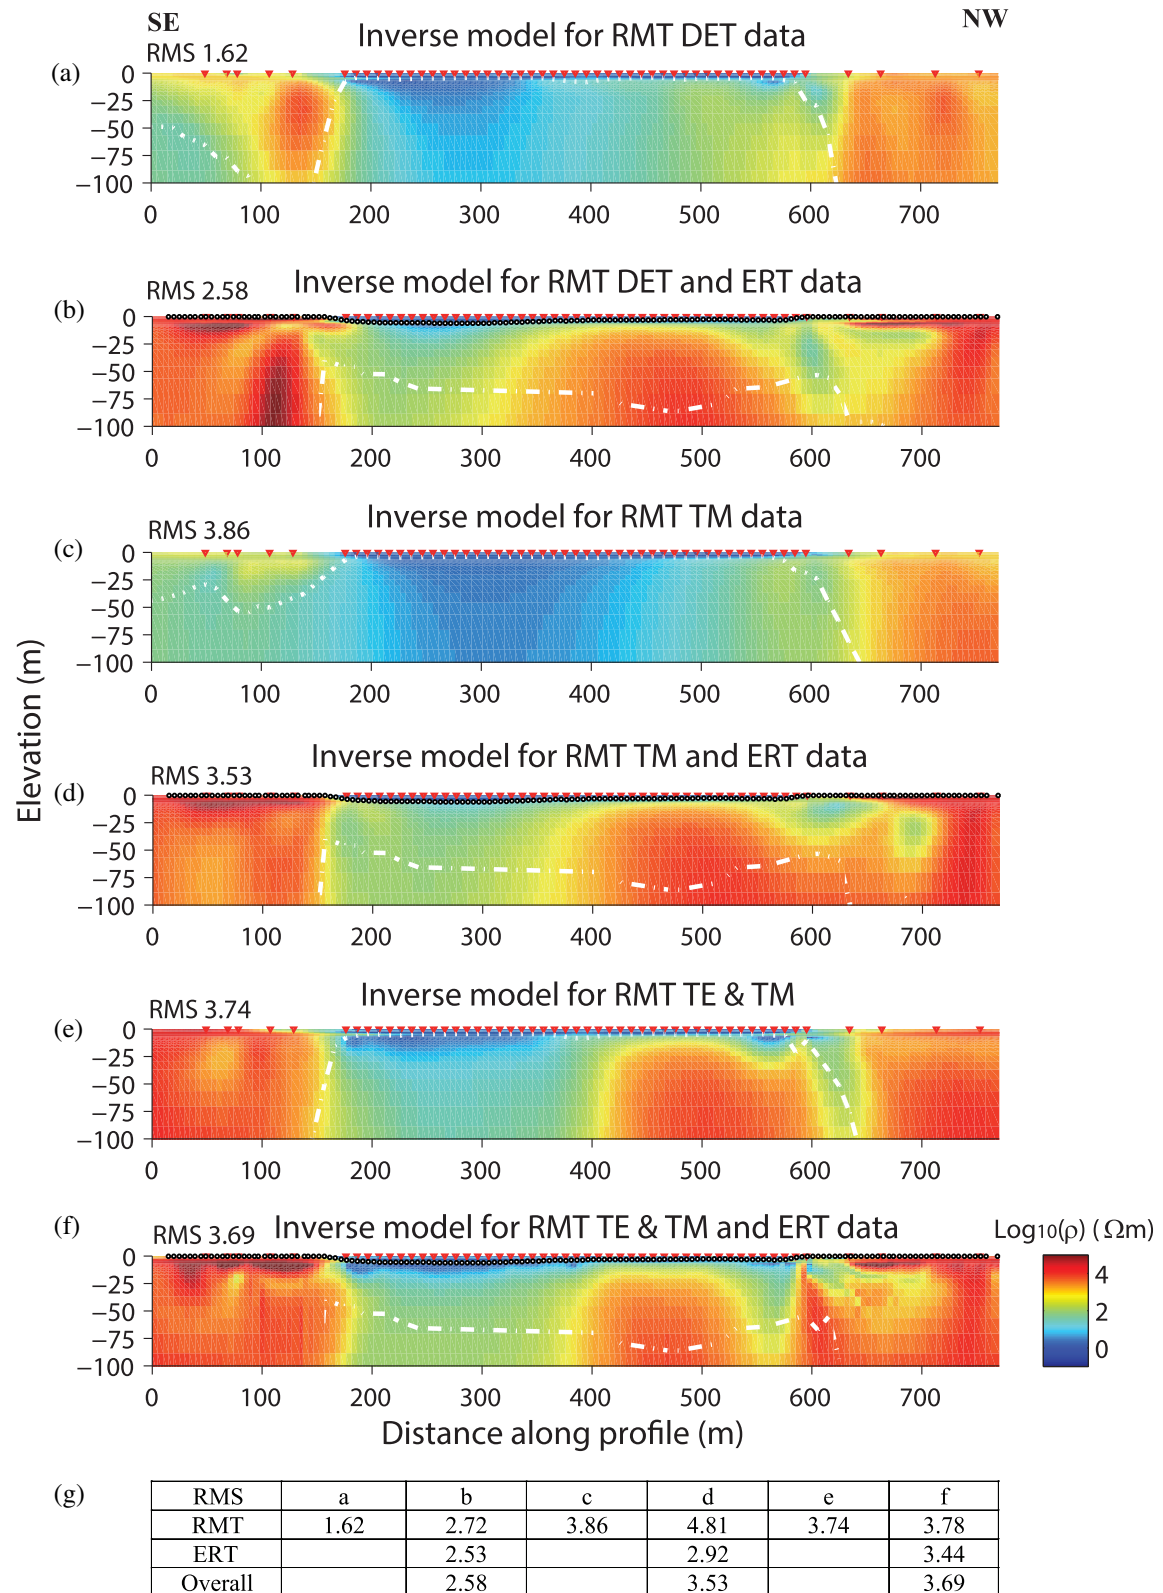 SE
NW
Inverse model for RMT DET data
RMS 1.62
(a)
0
−25
−50
−75
−100
0 100 200 300 400 500 600 700
Inverse model for RMT DET and ERT data
RMS 2.58
(b)
0
−25
−50
−75
−100
0 100 200 300 400 500 600 700
Inverse model for RMT TM data
RMS 3.86
(c)
0
−25
−50
−75
−100
0 100 200 300 400 500 600 700
Elevation (m)
Inverse model for RMT TM and ERT data
RMS 3.53
(d)
0
−25
−50
−75
−100
0 100 200 300 400 500 600 700
Inverse model for RMT TE & TM
RMS 3.74
(e)
0
−25
−50
−75
−100
0 100 200 300 400 500 600 700
(f)
RMS 3.69 Inverse model for RMT TE & TM and ERT data
0
−25
−50
−75
−100
0 100 200 300 400 500 600 700
Log10(ρ) ( Ωm)
4
2
0
Distance along profile (m)
(g)
RMS a b c d e f
RMT 1.62 2.72 3.86 4.81 3.74 3.78
ERT 2.53 2.92 3.44
Overall 2.58 3.53 3.69